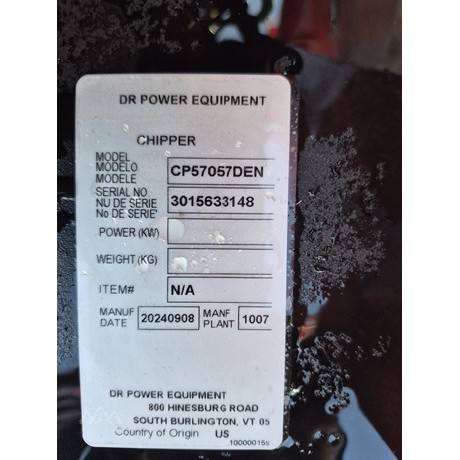 DR POWER EQUIPMENT
CHIPPER
MODEL
MODELO
MODELE
CP57057DEN
SERIAL NO.
NU DE SERIE
No DE SERIE'
3015633148
POWER (KW)
WEIGHT (KG)
ITEM#
N/A
MANUF DATE
20240908
MANF PLANT
1007
DR POWER EQUIPMENT
800 HINESBURG ROAD
SOUTH BURLINGTON, VT 05
Country of Origin US